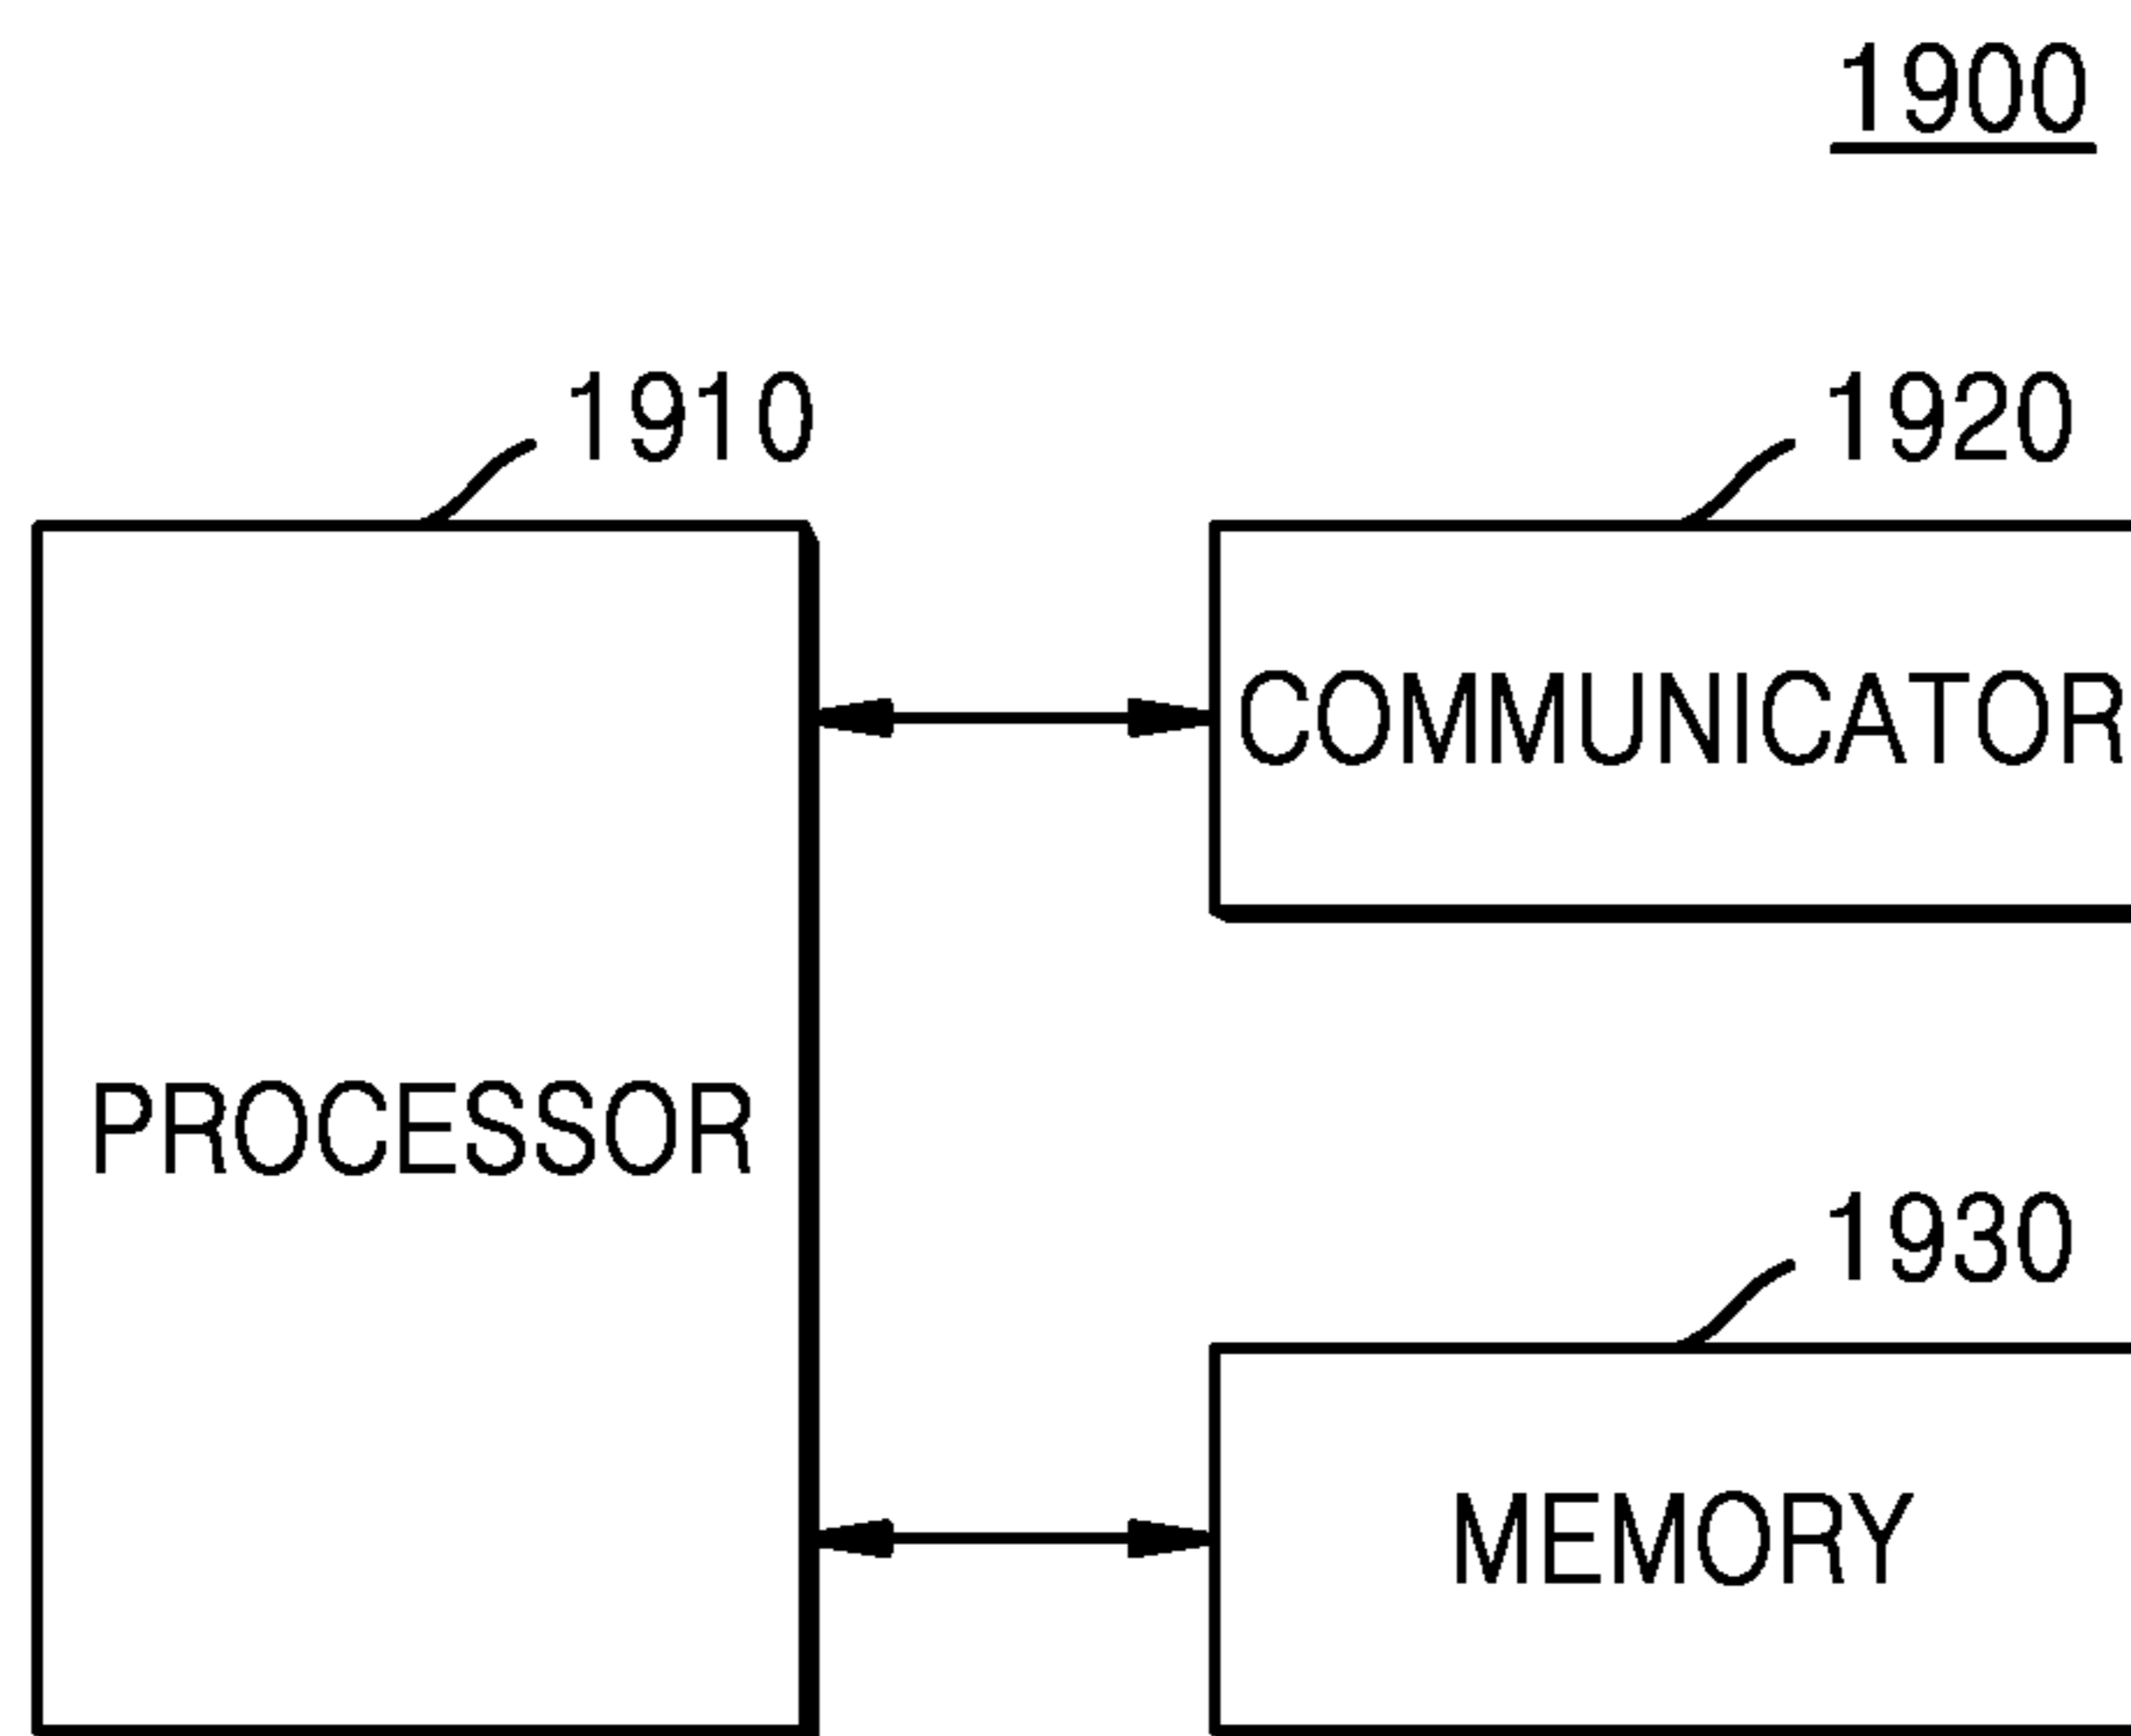 1900
1910
1920
COMMUNICATOR
PROCESSOR
1930
MEMORY